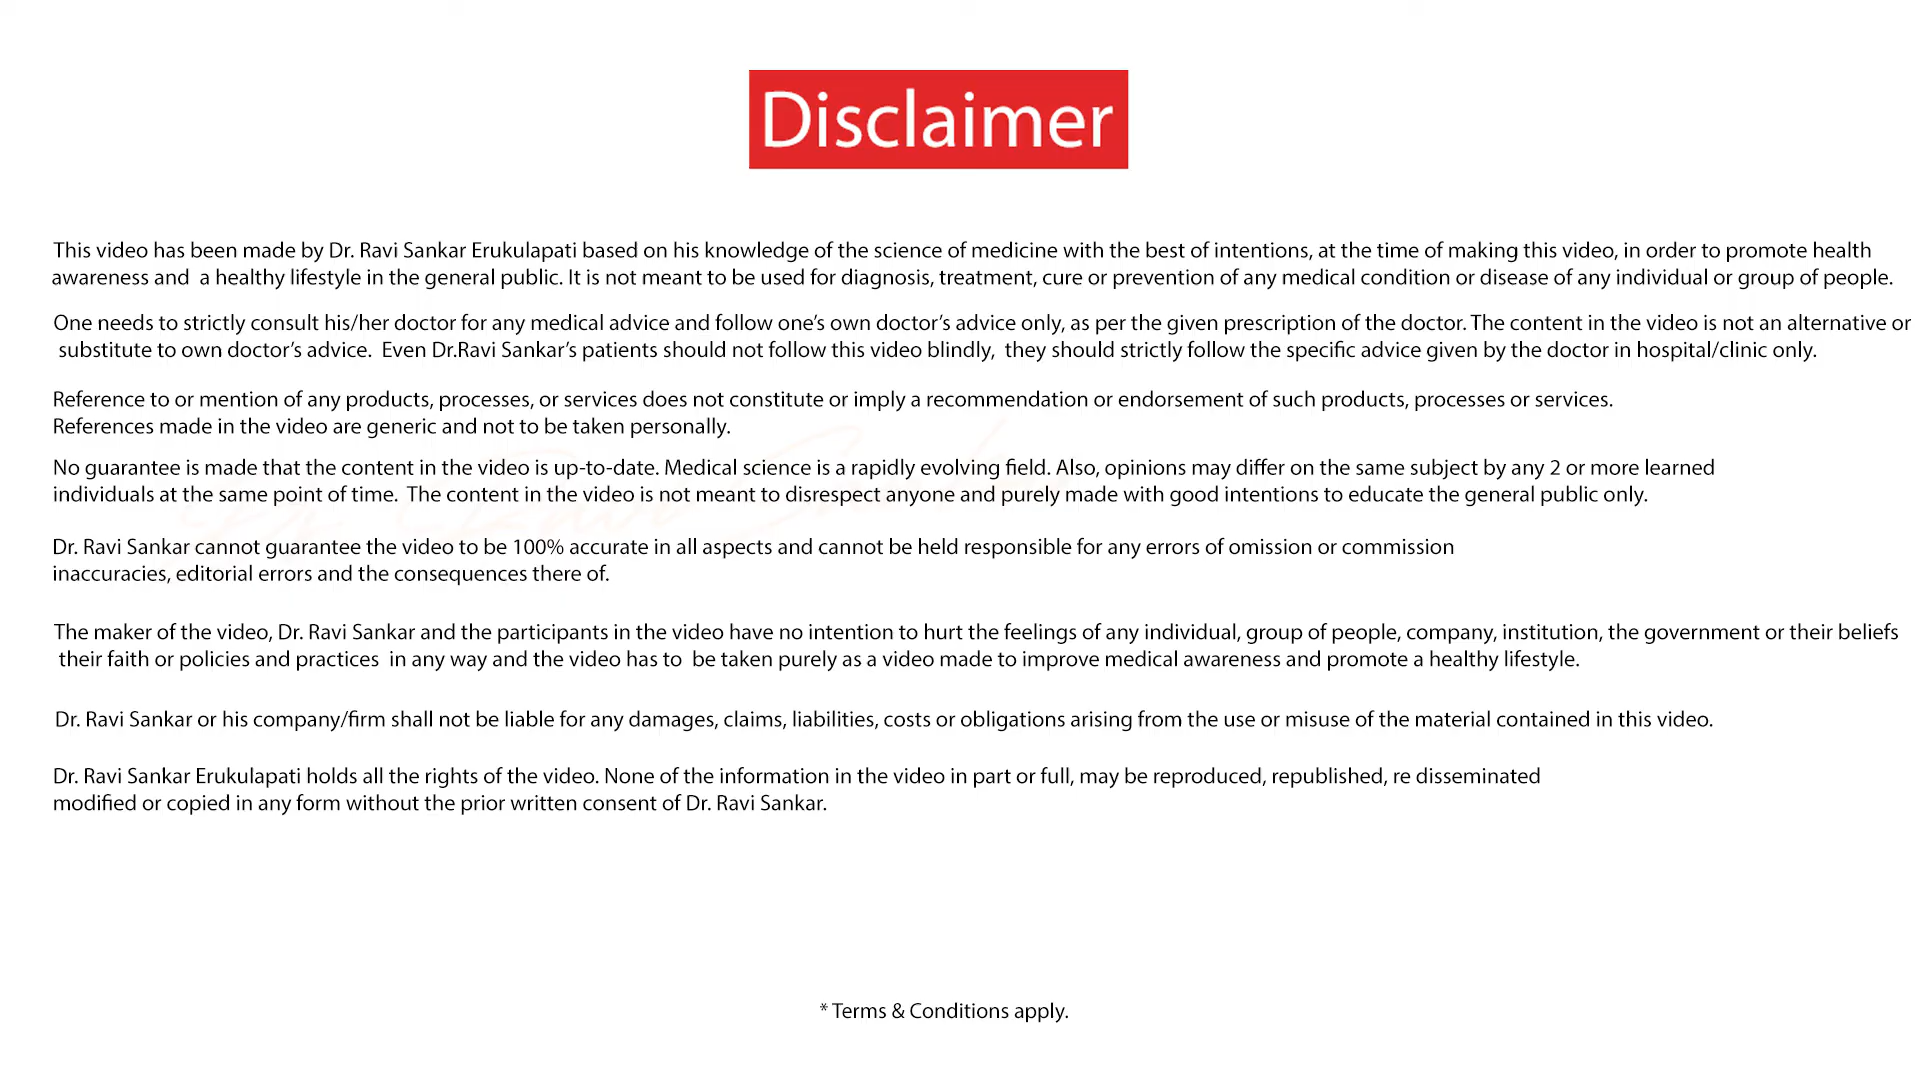 Disclaimer
This video has been made by Dr. Ravi Sankar Erukulapati based on his knowledge of the science of medicine with the best of intentions, at the time of making this video, in order to promote health
awareness and a healthy lifestyle in the general public. It is not meant to be used for diagnosis, treatment, cure or prevention of any medical condition or disease of any individual or group of people.
One needs to strictly consult his/her doctor for any medical advice and follow one’s own doctor’s advice only, as per the given prescription of the doctor. The content in the video is not an alternative or
substitute to own doctor’s advice. Even Dr.Ravi Sankar’s patients should not follow this video blindly, they should strictly follow the specific advice given by the doctor in hospital/clinic only.
Reference to or mention of any products, processes, or services does not constitute or imply a recommendation or endorsement of such products, processes or services.
References made in the video are generic and not to be taken personally.
No guarantee is made that the content in the video is up-to-date. Medical science is a rapidly evolving field. Also, opinions may differ on the same subject by any 2 or more learned
individuals at the same point of time. The content in the video is not meant to disrespect anyone and purely made with good intentions to educate the general public only.
Dr. Ravi Sankar cannot guarantee the video to be 100% accurate in all aspects and cannot be held responsible for any errors of omission or commission
inaccuracies, editorial errors and the consequences there of.
The maker of the video, Dr. Ravi Sankar and the participants in the video have no intention to hurt the feelings of any individual, group of people, company, institution, the government or their beliefs
their faith or policies and practices in any way and the video has to be taken purely as a video made to improve medical awareness and promote a healthy lifestyle.
Dr. Ravi Sankar or his company/firm shall not be liable for any damages, claims, liabilities, costs or obligations arising from the use or misuse of the material contained in this video.
Dr. Ravi Sankar Erukulapati holds all the rights of the video. None of the information in the video in part or full, may be reproduced, republished, re disseminated
modified or copied in any form without the prior written consent of Dr. Ravi Sankar.
* Terms & Conditions apply.